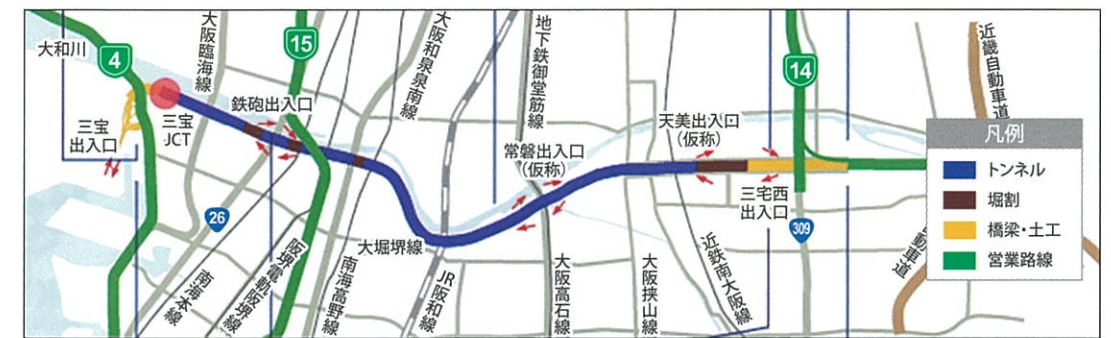 大和川
4
大阪臨海線
15
大阪和泉泉南線
地下鉄御堂筋線
14
近畿自動車道
鉄砲出入口
三宝
JCT
三宝
出入口
常磐出入口
(仮称)
天美出入口
(仮称)
三宅西
出入口
26
309
大堀堺線
南海本線
阪堺電軌阪堺線
南海高野線
JR阪和線
大阪高石線
大阪狭山線
近鉄南大阪線
動車道
凡例
トンネル
堀割
橋梁・土工
営業路線